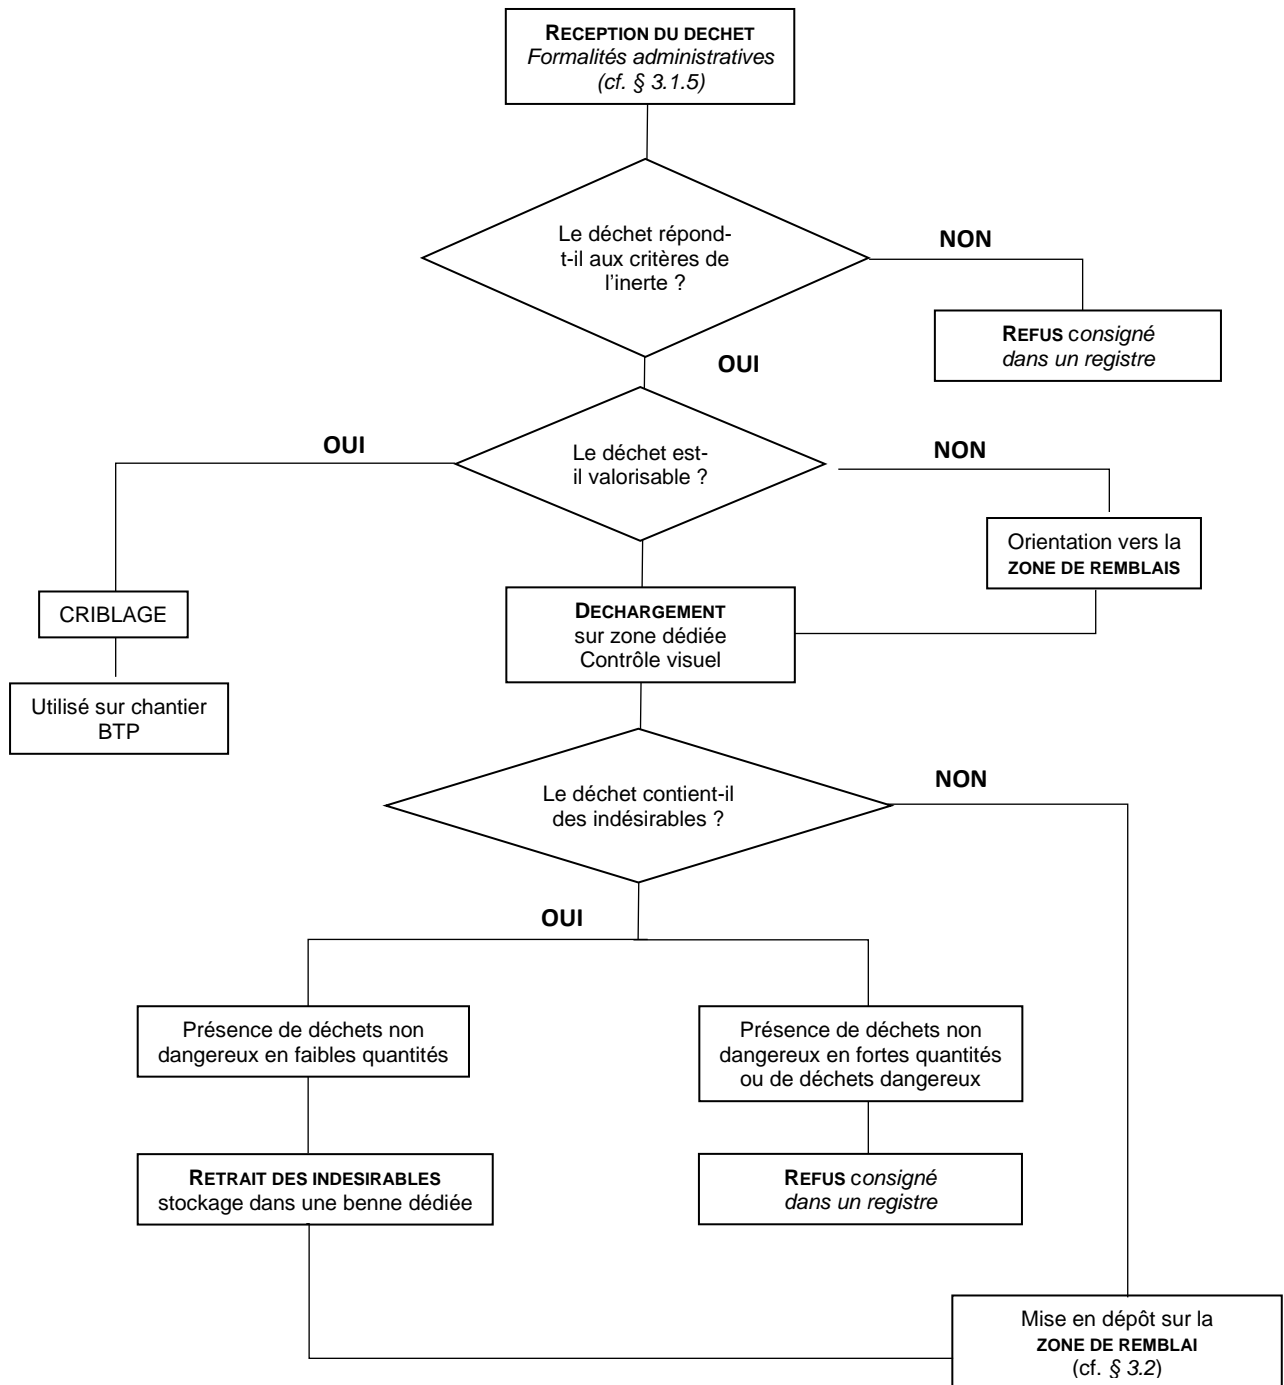 RECEPTION DU DECHET
Formalités administratives
(cf. § 3.1.5)
Le déchet répond-
t-il aux critères de
l'inerte ?
NON
REFUS consigné
dans un registre
OUI
OUI
Le déchet est-
il valorisable ?
NON
Orientation vers la
ZONE DE REMBLAIS
CRIBLAGE
DECHARGEMENT
sur zone dédiée
Contrôle visuel
Utilisé sur chantier
BTP
Le déchet contient-il
des indésirables ?
NON
OUI
Présence de déchets non
dangereux en faibles quantités
Présence de déchets non
dangereux en fortes quantités
ou de déchets dangereux
RETRAIT DES INDESIRABLES
stockage dans une benne dédiée
REFUS consigné
dans un registre
Mise en dépôt sur la
ZONE DE REMBLAI
(cf. § 3.2)